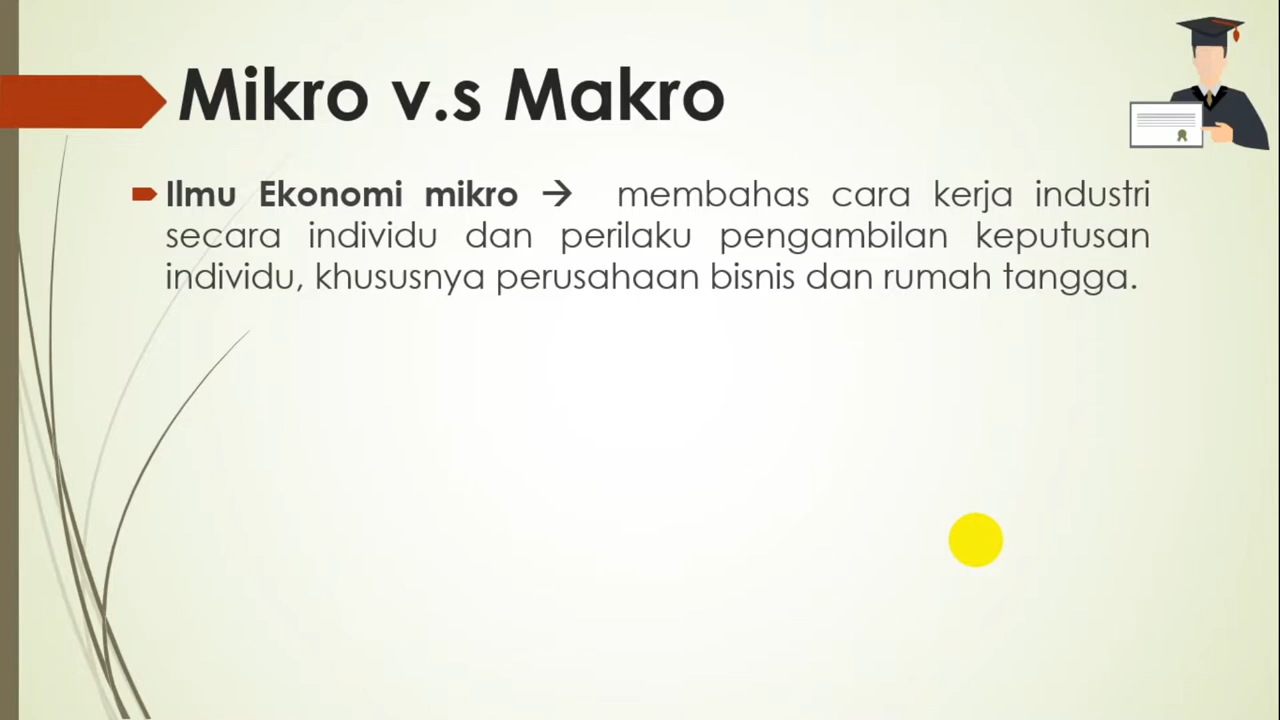 Mikro v.s Makro
Ilmu Ekonomi mikro → membahas cara kerja industri
secara individu dan perilaku pengambilan keputusan
individu, khususnya perusahaan bisnis dan rumah tangga.